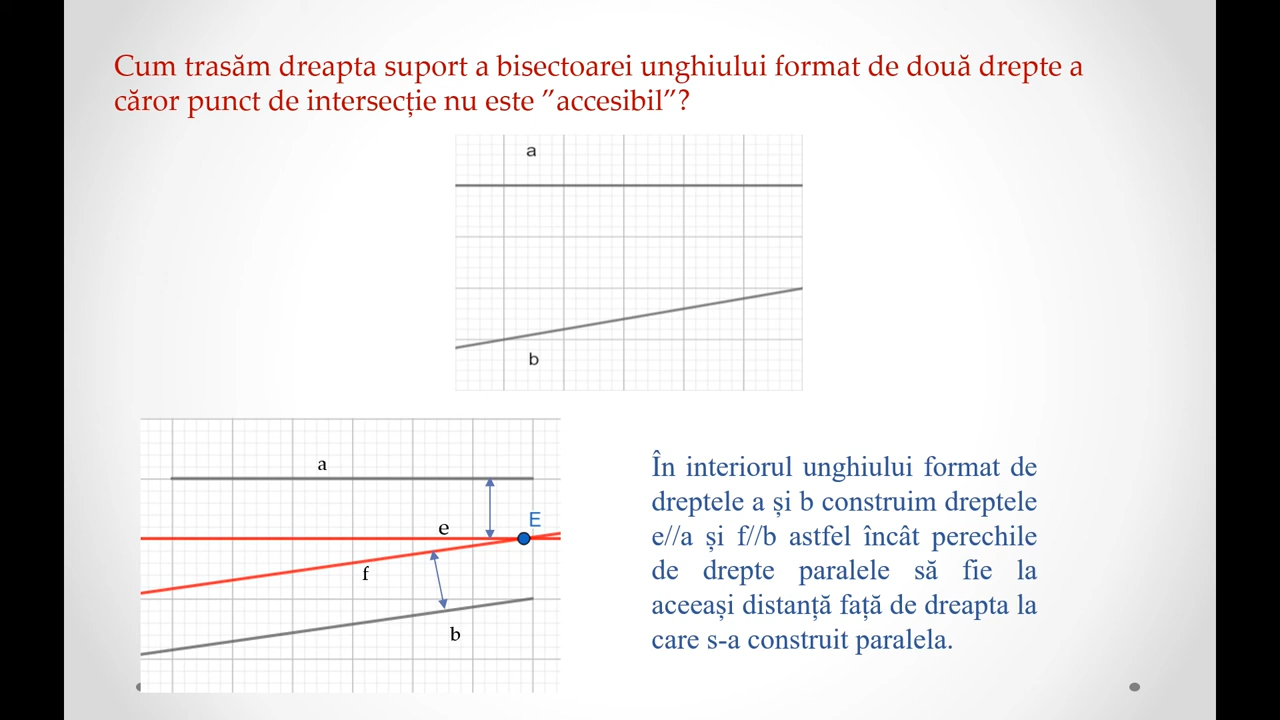 Cum trasăm dreapta suport a bisectoarei unghiului format de două drepte a
căror punct de intersecție nu este ”accesibil”?
a
b
a
E
e
f
b
În interiorul unghiului format de
dreptele a și b construim dreptele
e//a și f//b astfel încât perechile
de drepte paralele să fie la
aceeași distanță față de dreapta la
care s-a construit paralela.